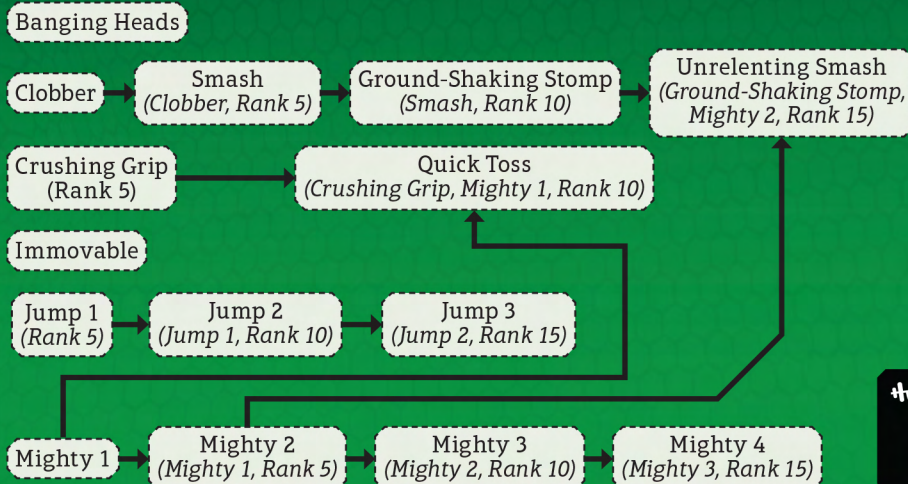 Banging Heads
Clobber
Smash
(Clobber, Rank 5)
Ground-Shaking Stomp
(Smash, Rank 10)
Unrelenting Smash
(Ground-Shaking Stomp,
Mighty 2, Rank 15)
Crushing Grip
(Rank 5)
Quick Toss
(Crushing Grip, Mighty 1, Rank 10)
Immovable
Jump 1
(Rank 5)
Jump 2
(Jump 1, Rank 10)
Jump 3
(Jump 2, Rank 15)
Mighty 1
Mighty 2
(Mighty 1, Rank 5)
Mighty 3
(Mighty 2, Rank 10)
Mighty 4
(Mighty 3, Rank 15)